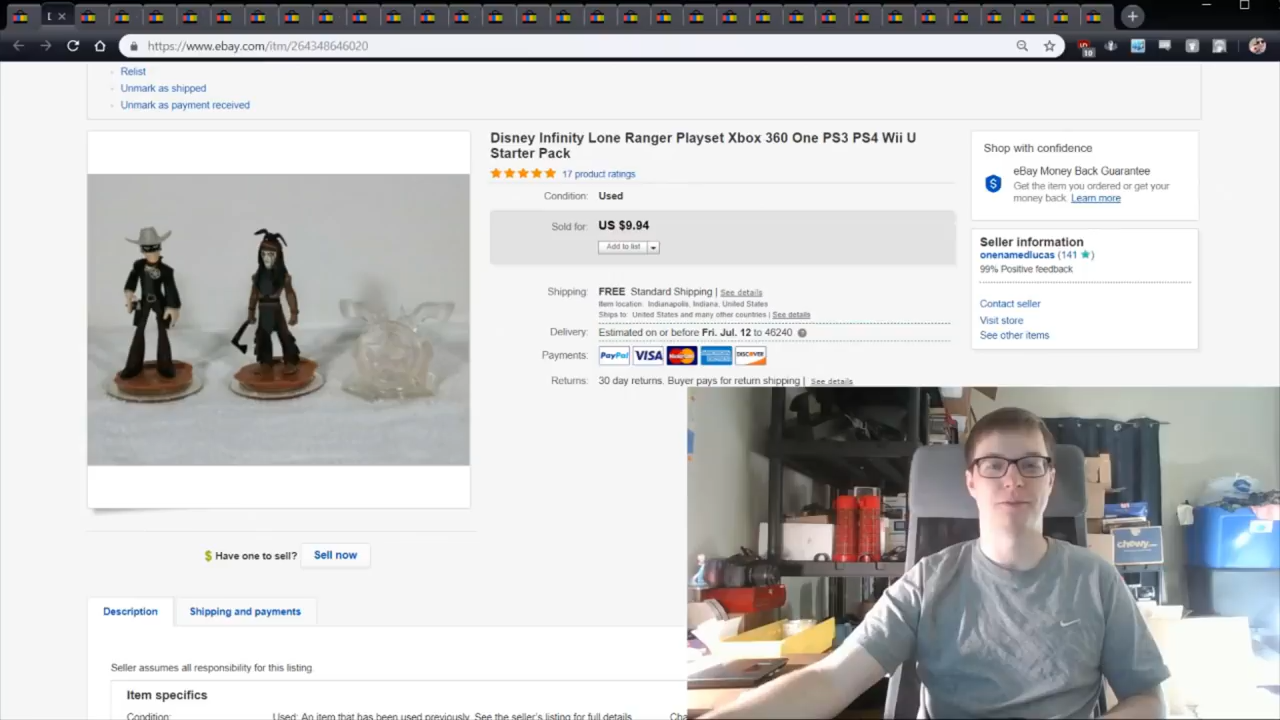 https://www.ebay.com/itm/264348646020
10
Relist
Unmark as shipped
Unmark as payment received
Disney Infinity Lone Ranger Playset Xbox 360 One PS3 PS4 Wii U
Starter Pack
17 product ratings
Condition: Used
Sold for: US $9.94
Add to list
Shipping: FREE Standard Shipping | See details
Item location: Indianapolis, Indiana, United States
Ships to: United States and many other countries | See details
Delivery: Estimated on or before Fri. Jul. 12 to 46240
Payments: PayPal VISA MasterCard AMERICAN EXPRESS DISCOVER
Returns: 30 day returns. Buyer pays for return shipping | See details
Shop with confidence
eBay Money Back Guarantee
Get the item you ordered or get your
money back. Learn more
Seller information
onenamedlucas (141)
99% Positive feedback
Contact seller
Visit store
See other items
$ Have one to sell? Sell now
Description
Shipping and payments
Seller assumes all responsibility for this listing.
Item specifics
Condition: Used: An item that has been used previously. See the seller's listing for full details
chewy.com